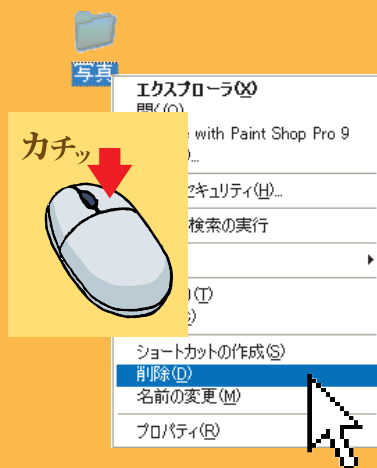 写真
エクスプローラ(X)
開く(O)
with Paint Shop Pro 9
カチッ
セキュリティ(H)...
検索の実行
(T)
ショートカットの作成(S)
削除(D)
名前の変更(M)
プロパティ(R)